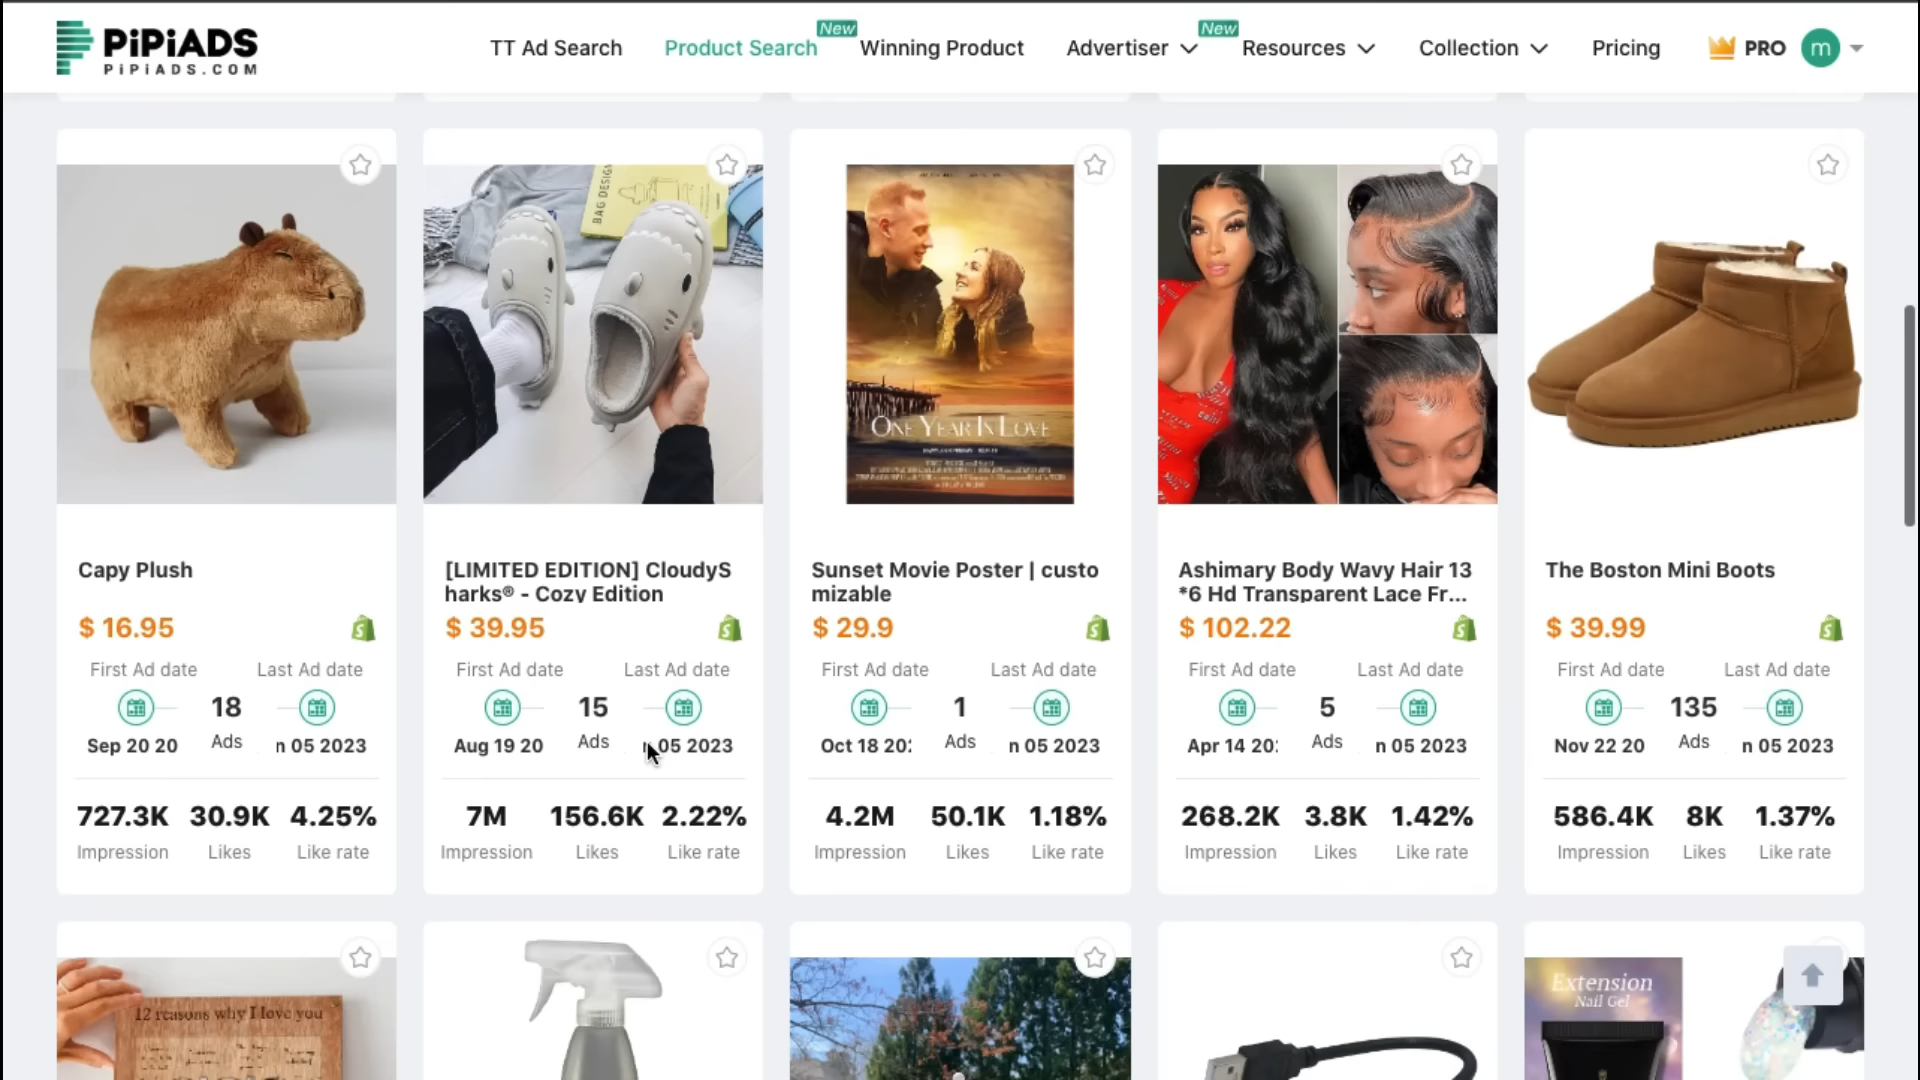 PiPiADS
PiPiADS.COM
TT Ad Search
Product Search
New
Winning Product
Advertiser
New
Resources
Collection
Pricing
PRO
m
BAG DESIG
ONE YEAR IN LOVE
Capy Plush
$ 16.95
First Ad date
Last Ad date
18
Ads
Sep 20 20
n 05 2023
727.3K
30.9K
4.25%
Impression
Likes
Like rate
[LIMITED EDITION] CloudyS
harks® - Cozy Edition
$ 39.95
First Ad date
Last Ad date
15
Ads
Aug 19 20
05 2023
7M
156.6K
2.22%
Impression
Likes
Like rate
Sunset Movie Poster | custo
mizable
$ 29.9
First Ad date
Last Ad date
1
Ads
Oct 18 20
n 05 2023
4.2M
50.1K
1.18%
Impression
Likes
Like rate
Ashimary Body Wavy Hair 13
*6 Hd Transparent Lace Fr...
$ 102.22
First Ad date
Last Ad date
5
Ads
Apr 14 20
n 05 2023
268.2K
3.8K
1.42%
Impression
Likes
Like rate
The Boston Mini Boots
$ 39.99
First Ad date
Last Ad date
135
Ads
Nov 22 20
n 05 2023
586.4K
8K
1.37%
Impression
Likes
Like rate
12 reasons why I love you
Extension
Nail Gel